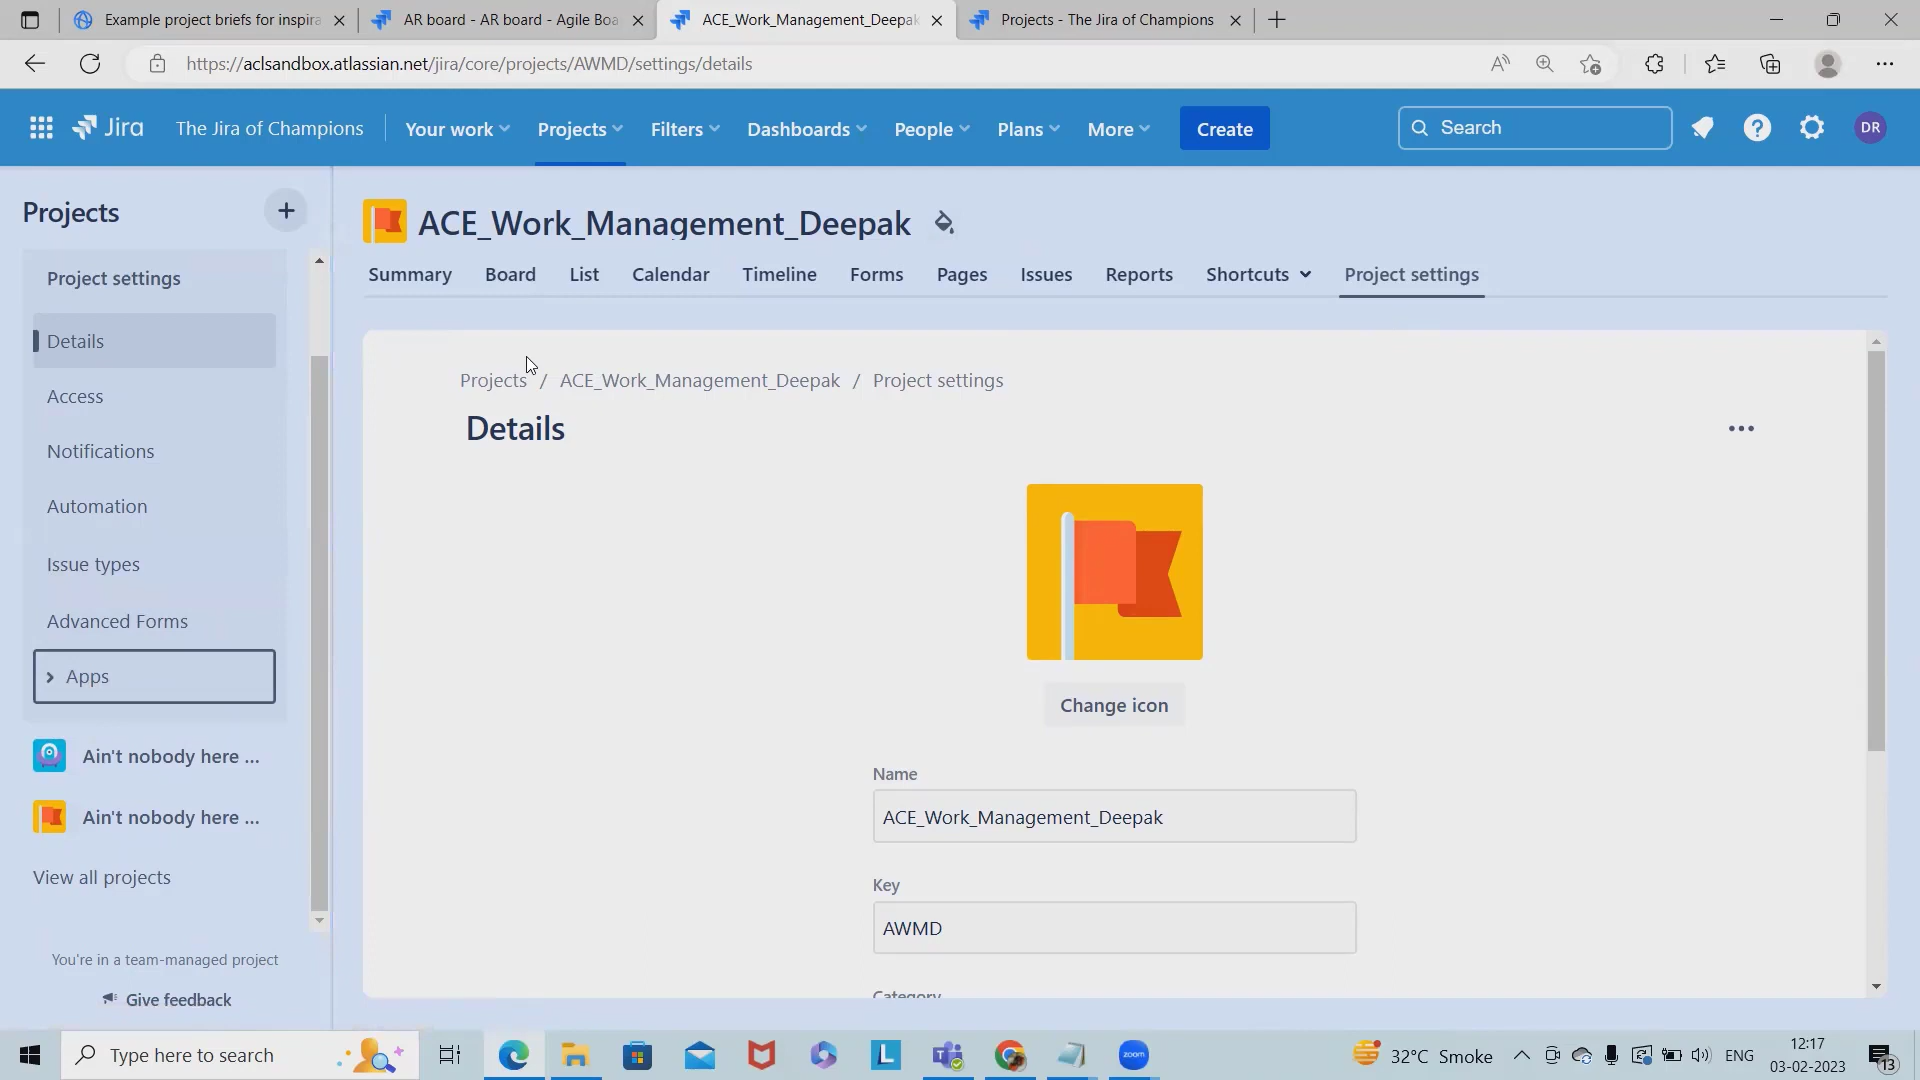 Example project briefs for inspira
AR board - AR board - Agile Boa
ACE_Work_Management_Deepak
Projects - The Jira of Champions
https://aclsandbox.atlassian.net/jira/core/projects/AWMD/settings/details
Jira
The Jira of Champions
Your work
Projects
Filters
Dashboards
People
Plans
More
Create
Search
DR
Projects
Project settings
Details
Access
Notifications
Automation
Issue types
Advanced Forms
Apps
Ain't nobody here ...
Ain't nobody here ...
View all projects
You're in a team-managed project
Give feedback
ACE_Work_Management_Deepak
Summary
Board
List
Calendar
Timeline
Forms
Pages
Issues
Reports
Shortcuts
Project settings
Projects / ACE_Work_Management_Deepak / Project settings
Details
Change icon
Name
ACE_Work_Management_Deepak
Key
AWMD
Category
Type here to search
zoom
32°C Smoke
ENG
12:17
03-02-2023
13